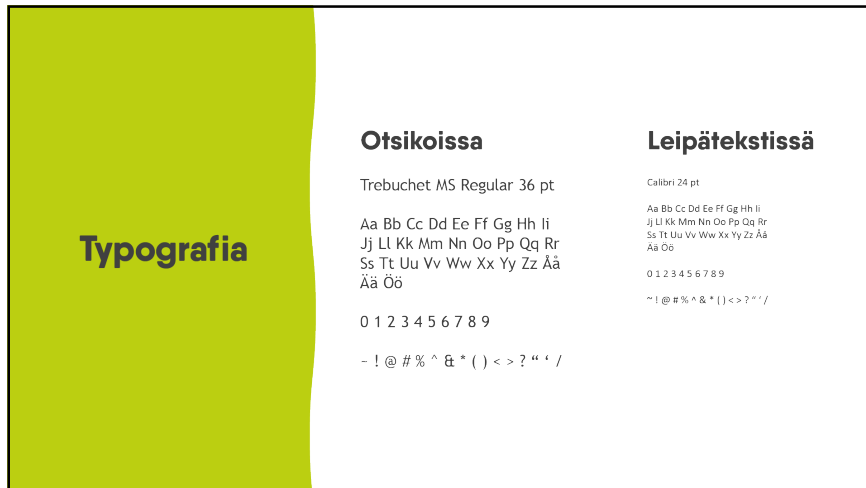 Typografia
Otsikoissa
Trebuchet MS Regular 36 pt
Aa Bb Cc Dd Ee Ff Gg Hh Ii
Jj Ll Kk Mm Nn Oo Pp Qq Rr
Ss Tt Uu Vv Ww Xx Yy Zz Åå
Ää Öö
0 1 2 3 4 5 6 7 8 9
~ ! @ # % ^ & * ( ) < > ? “ ‘ /
Leipätekstissä
Calibri 24 pt
Aa Bb Cc Dd Ee Ff Gg Hh Ii
Jj Ll Kk Mm Nn Oo Pp Qq Rr
Ss Tt Uu Vv Ww Xx Yy Zz Åå
Ää Öö
0 1 2 3 4 5 6 7 8 9
~ ! @ # % ^ & * ( ) < > ? “ ‘ /